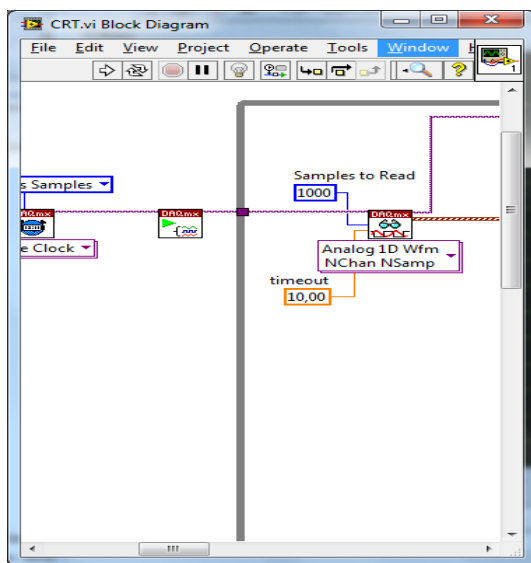 CRT.vi Block Diagram
File Edit View Project Operate Tools Window
1
Samples to Read
s Samples
1000
DAQmx
DAQmx
DAQmx
e Clock
Analog 1D Wfm
NChan NSamp
timeout
10,00